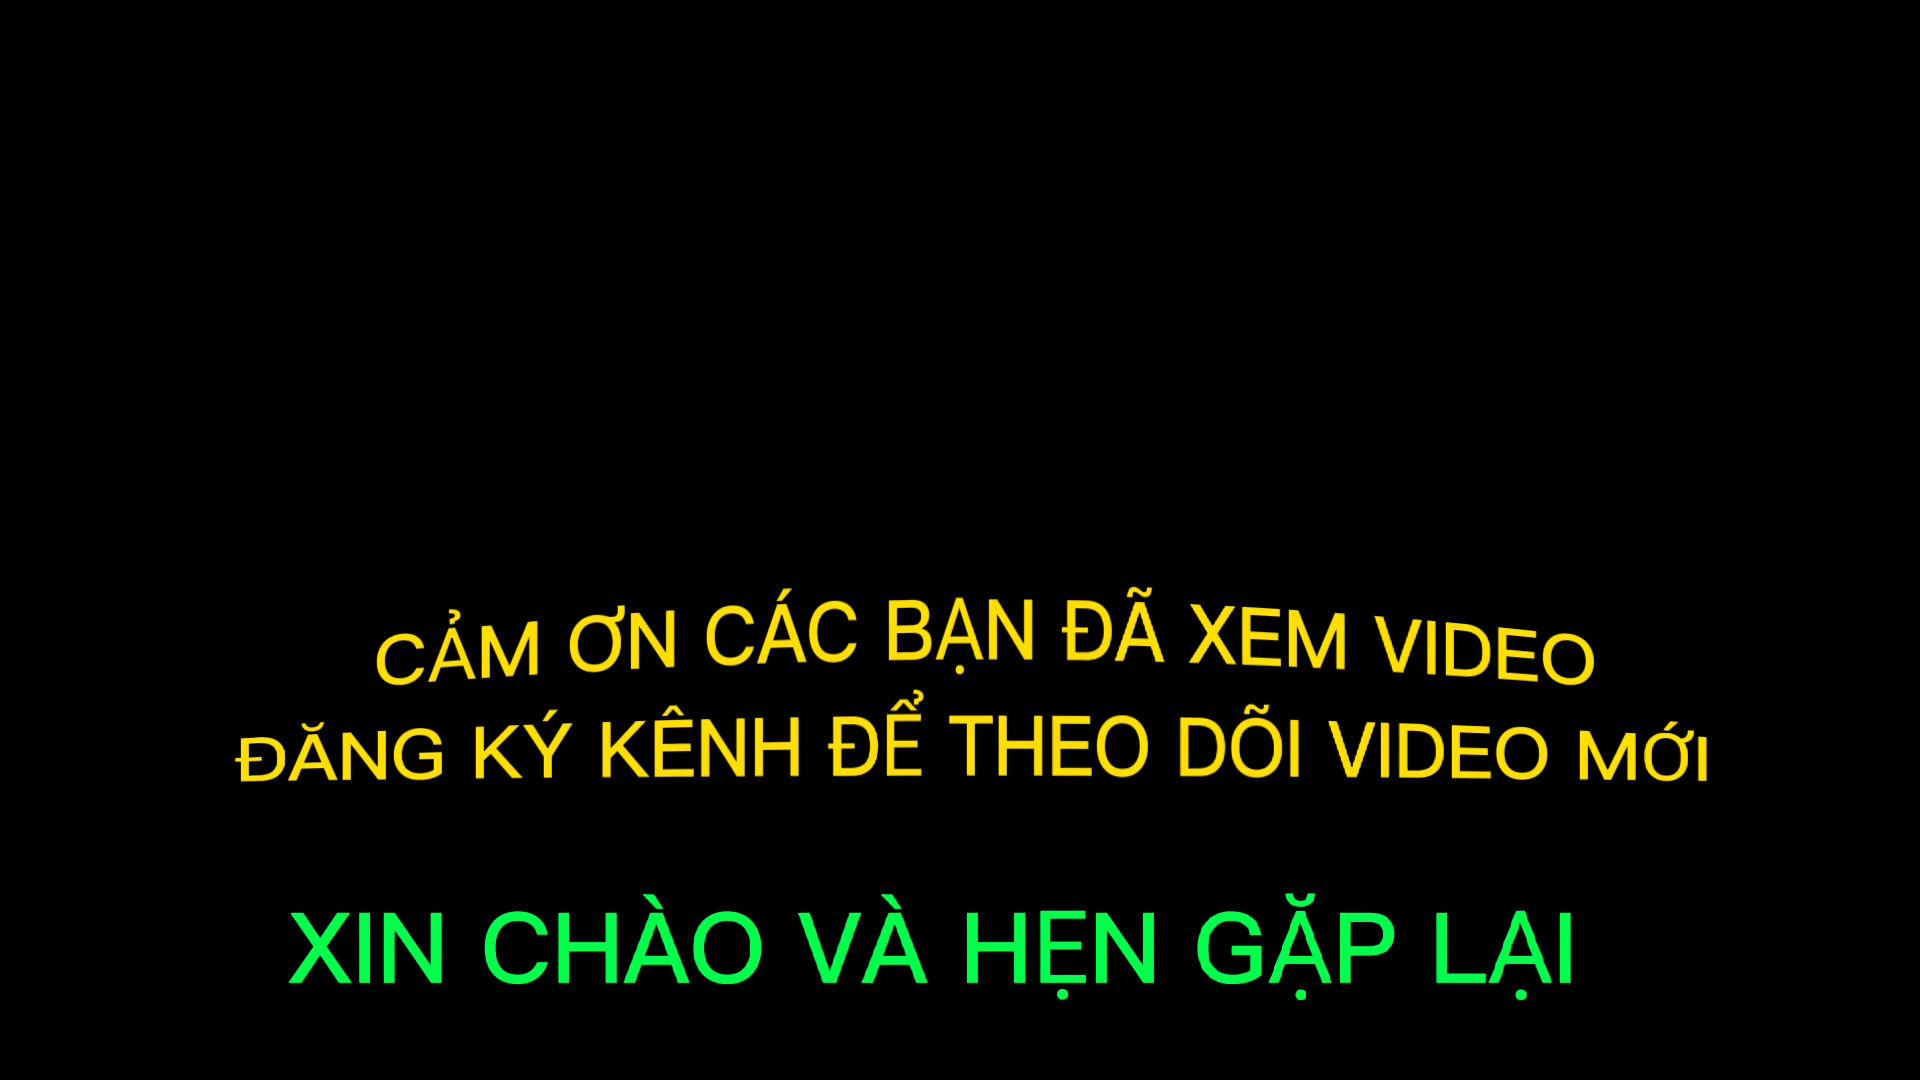 CẢM ƠN CÁC BẠN ĐÃ XEM VIDEO
ĐĂNG KÝ KÊNH ĐỂ THEO DÕI VIDEO MỚI
XIN CHÀO VÀ HẸN GẶP LẠI